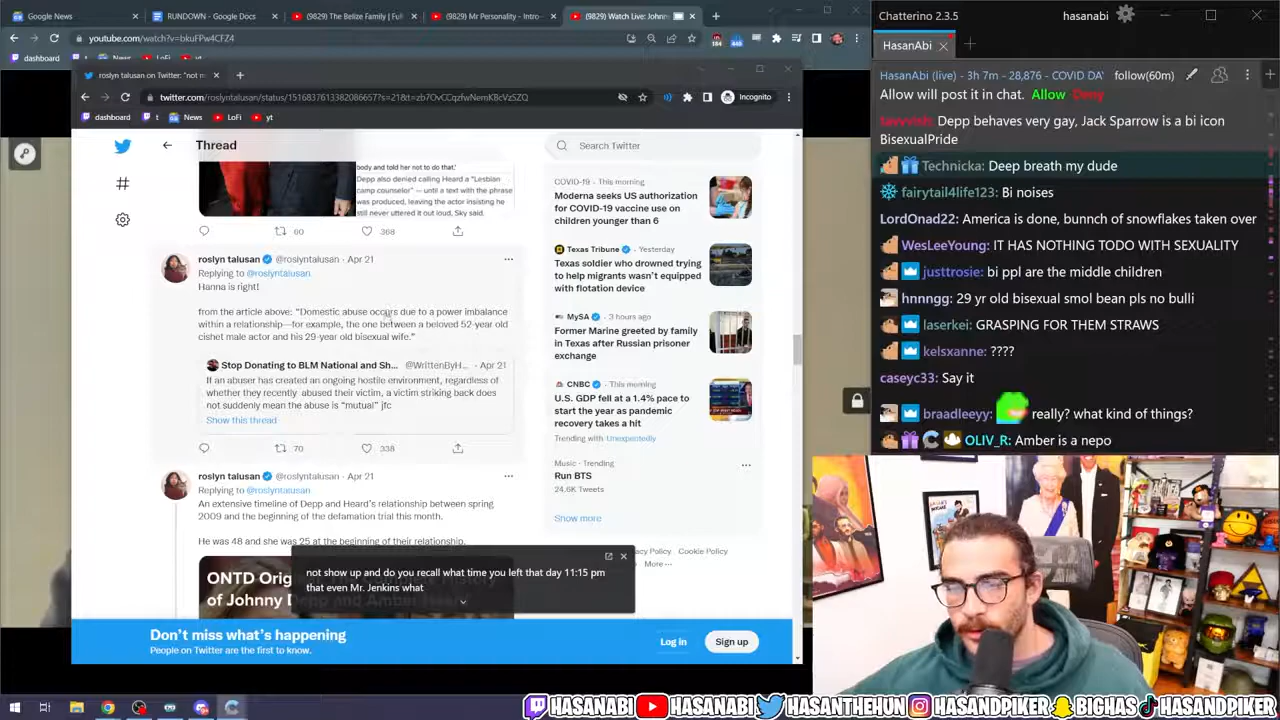 Google News
RUNDOWN - Google Docs
(9829) The Belize Family | Full
(9829) Mr Personality - Intro
(9829) Watch Live: Johnn
youtube.com/watch?v=bkuFPw4CFZ4
dashboard
roslyn talusan on Twitter: "not m
twitter.com/roslyntalusan/status/1516837613382086657?s=21&t=zb7OvCCqzfwNemKBcVzSZQ
Incognito
dashboard
t
News
LoFi
yt
Thread
body and told her not to do that.'
Depp also denied calling Heard a "Lesbian
camp counselor" — until a text with the phrase
was produced, leaving the actor insisting he
still never uttered it out loud, Sky said.
60
368
roslyn talusan @roslyntalusan · Apr 21
Replying to @roslyntalusan
Hanna is right!
from the article above: "Domestic abuse occurs due to a power imbalance
within a relationship—for example, the one between a beloved 52-year old
cishet male actor and his 29-year old bisexual wife."
Stop Donating to BLM National and Sh... @WrittenByH... · Apr 21
If an abuser has created an ongoing hostile environment, regardless of
whether they recently abused their victim, a victim striking back does
not suddenly mean the abuse is "mutual" jfc
Show this thread
70
338
roslyn talusan @roslyntalusan · Apr 21
Replying to @roslyntalusan
An extensive timeline of Depp and Heard's relationship between spring
2009 and the beginning of the defamation trial this month.
He was 48 and she was 25 at the beginning of their relationship.
ONTD Orig
of Johnny Depp and Amber
not show up and do you recall what time you left that day 11:15 pm
that even Mr. Jenkins what
Don't miss what's happening
People on Twitter are the first to know.
Log in
Sign up
Search Twitter
COVID-19 · This morning
Moderna seeks US authorization
for COVID-19 vaccine use on
children younger than 6
Texas Tribune · Yesterday
Texas soldier who drowned trying
to help migrants wasn't equipped
with flotation device
MySA · 3 hours ago
Former Marine greeted by family
in Texas after Russian prisoner
exchange
CNBC · This morning
U.S. GDP fell at a 1.4% pace to
start the year as pandemic
recovery takes a hit
Trending with Unexpectedly
Music · Trending
Run BTS
24.6K Tweets
Show more
acy Policy Cookie Policy
More ···
Chatterino 2.3.5
hasanabi
HasanAbi
HasanAbi (live) - 3h 7m - 28,876 - COVID DA'
follow(60m)
Allow will post it in chat. Allow Deny
Depp behaves very gay, Jack Sparrow is a bi icon
BisexualPride
Technicka: Deep breath my dude
fairytail4life123: Bi noises
LordOnad22: America is done, bunnch of snowflakes taken over
WesLeeYoung: IT HAS NOTHING TODO WITH SEXUALITY
justtrosie: bi ppl are the middle children
hnnngg: 29 yr old bisexual smol bean pls no bulli
laserkei: GRASPING FOR THEM STRAWS
kelsxanne: ????
caseyc33: Say it
braadleeyy: really? what kind of things?
OLIV_R: Amber is a nepo
HASANABI HASANABI HASANTHEHUN HASANDPIKER BIGHAS HASANDPIKER